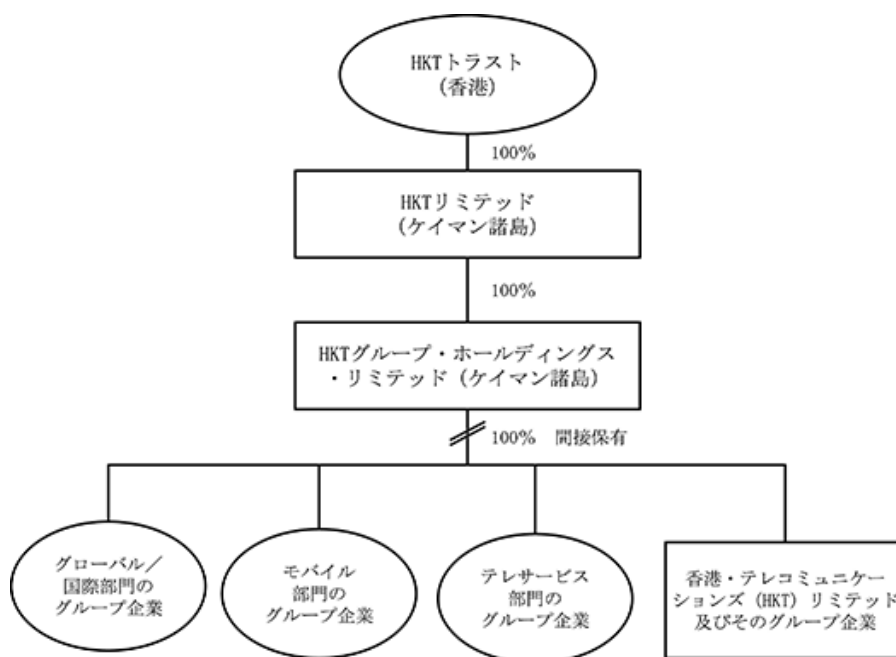 HKTトラスト
(香港)
100%
HKTリミテッド
(ケイマン諸島)
100%
HKTグループ・ホールディングス
・リミテッド (ケイマン諸島)
100% 間接保有
グローバル／
国際部門の
グループ企業
モバイル
部門の
グループ企業
テレサービス
部門の
グループ企業
香港・テレコミュニケー
ションズ (HKT) リミテッド
及びそのグループ企業